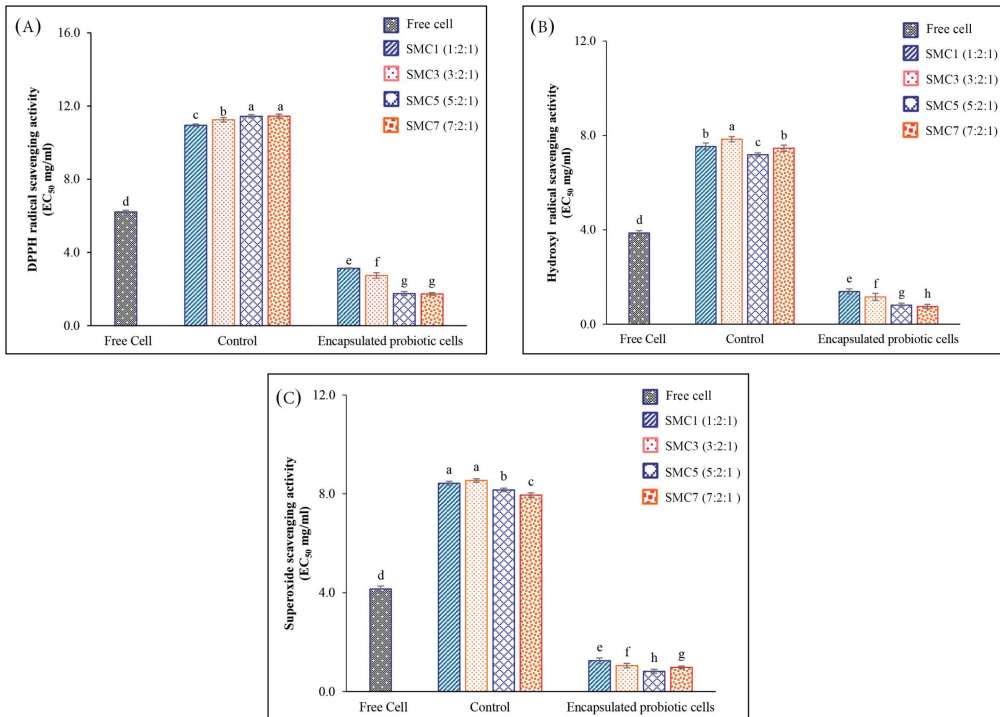 (A)
Free cell
SMC1 (1:2:1)
SMC3 (3:2:1)
SMC5 (5:2:1)
SMC7 (7:2:1)
DPPH radical scavenging activity
(EC50 mg/ml)
16.0
12.0
8.0
4.0
0.0
d
c b a a
e f g g
Free Cell Control Encapsulated probiotic cells
(B)
Free cell
SMC1 (1:2:1)
SMC3 (3:2:1)
SMC5 (5:2:1)
SMC7 (7:2:1)
Hydroxyl radical scavenging activity
(EC50 mg/ml)
12.0
8.0
4.0
0.0
d
b a c b
e f g h
Free Cell Control Encapsulated probiotic cells
(C)
Free cell
SMC1 (1:2:1)
SMC3 (3:2:1)
SMC5 (5:2:1 )
SMC7 (7:2:1 )
Superoxide scavenging activity
(EC50 mg/ml)
12.0
8.0
4.0
0.0
d
a a b c
e f h g
Free Cell Control Encapsulated probiotic cells